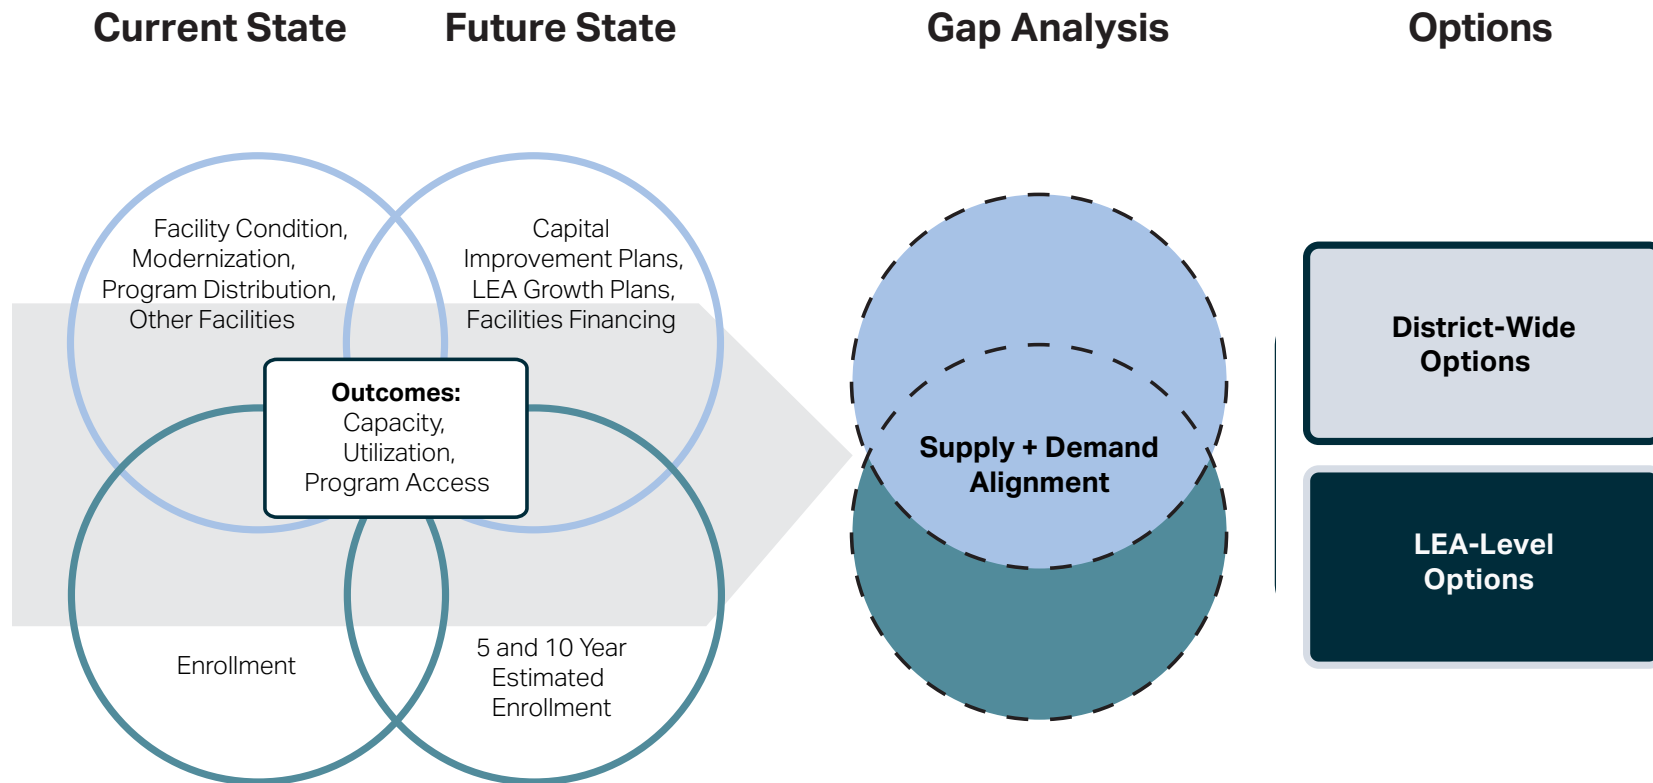 Current State
Future State
Gap Analysis
Options
Facility Condition,
Modernization,
Program Distribution,
Other Facilities
Capital
Improvement Plans,
LEA Growth Plans,
Facilities Financing
Outcomes:
Capacity,
Utilization,
Program Access
Enrollment
5 and 10 Year
Estimated
Enrollment
Supply + Demand
Alignment
District-Wide
Options
LEA-Level
Options